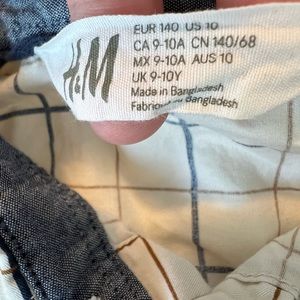 H&M
EUR 140 US 10
CA 9-10A CN 140/68
MX 9-10A AUS 10
UK 9-10Y
Made in Bangladesh
Fabriqué au Bangladesh